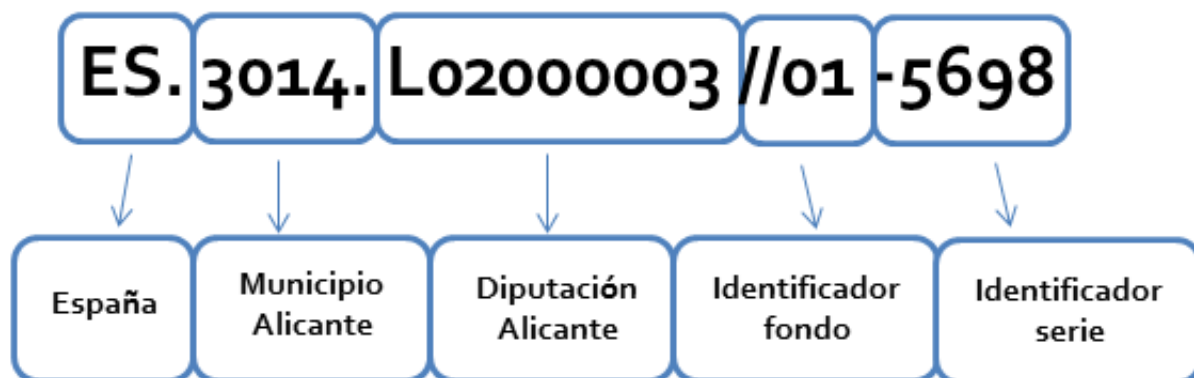 ES. 3014. L02000003 //01 -5698
España
Municipio
Alicante
Diputación
Alicante
Identificador
fondo
Identificador
serie